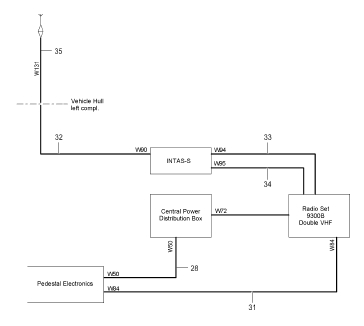 35
W131
Vehicle Hull
left compl.
32
W90
INTAS-S
W94
33
W95
34
Central Power
Distribution Box
W72
Radio Set
9300B
Double VHF
W50
W84
28
Pedestal Electronics
W50
W84
31